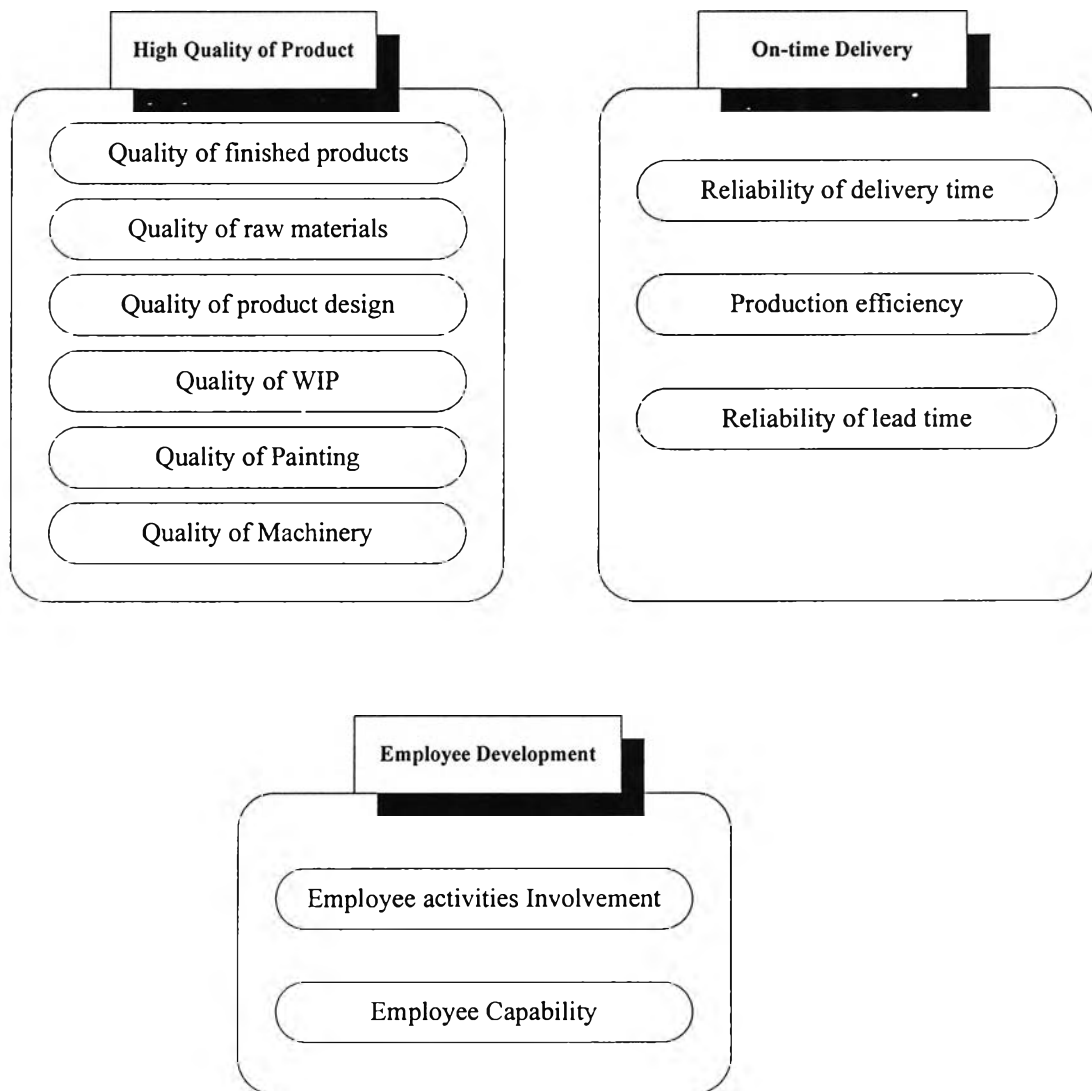 High Quality of Product
Quality of finished products
Quality of raw materials
Quality of product design
Quality of WIP
Quality of Painting
Quality of Machinery
On-time Delivery
Reliability of delivery time
Production efficiency
Reliability of lead time
Employee Development
Employee activities Involvement
Employee Capability